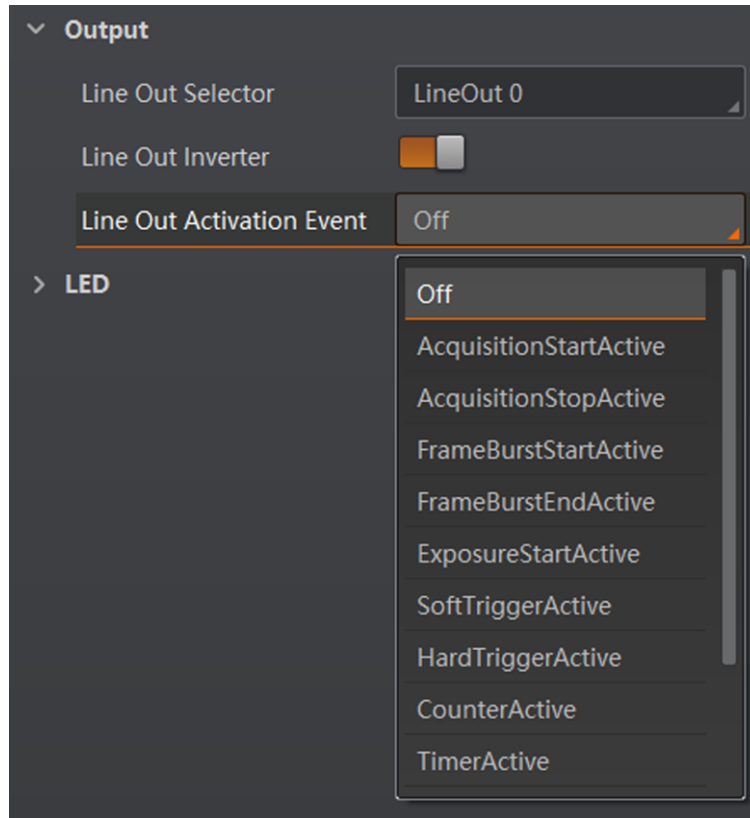 Output
Line Out Selector LineOut 0
Line Out Inverter
Line Out Activation Event Off
LED
Off
AcquisitionStartActive
AcquisitionStopActive
FrameBurstStartActive
FrameBurstEndActive
ExposureStartActive
SoftTriggerActive
HardTriggerActive
CounterActive
TimerActive